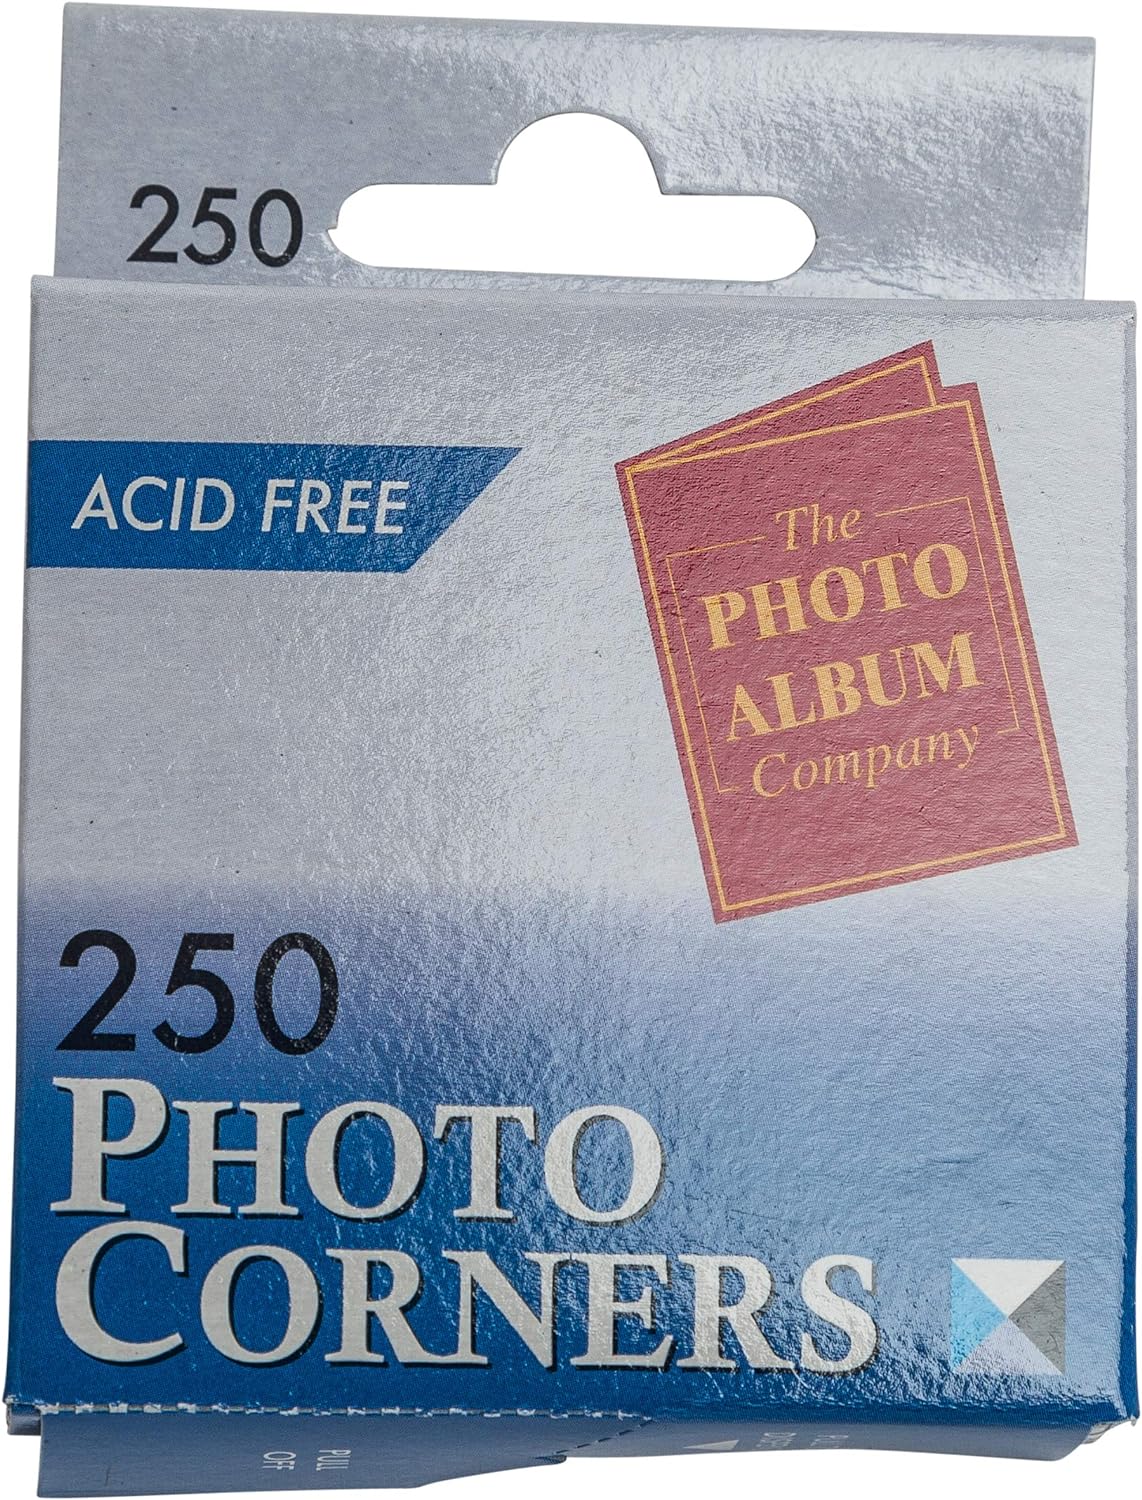 250
ACID FREE
The
PHOTO
ALBUM
Company
250
PHOTO
CORNERS
PULL
OFF